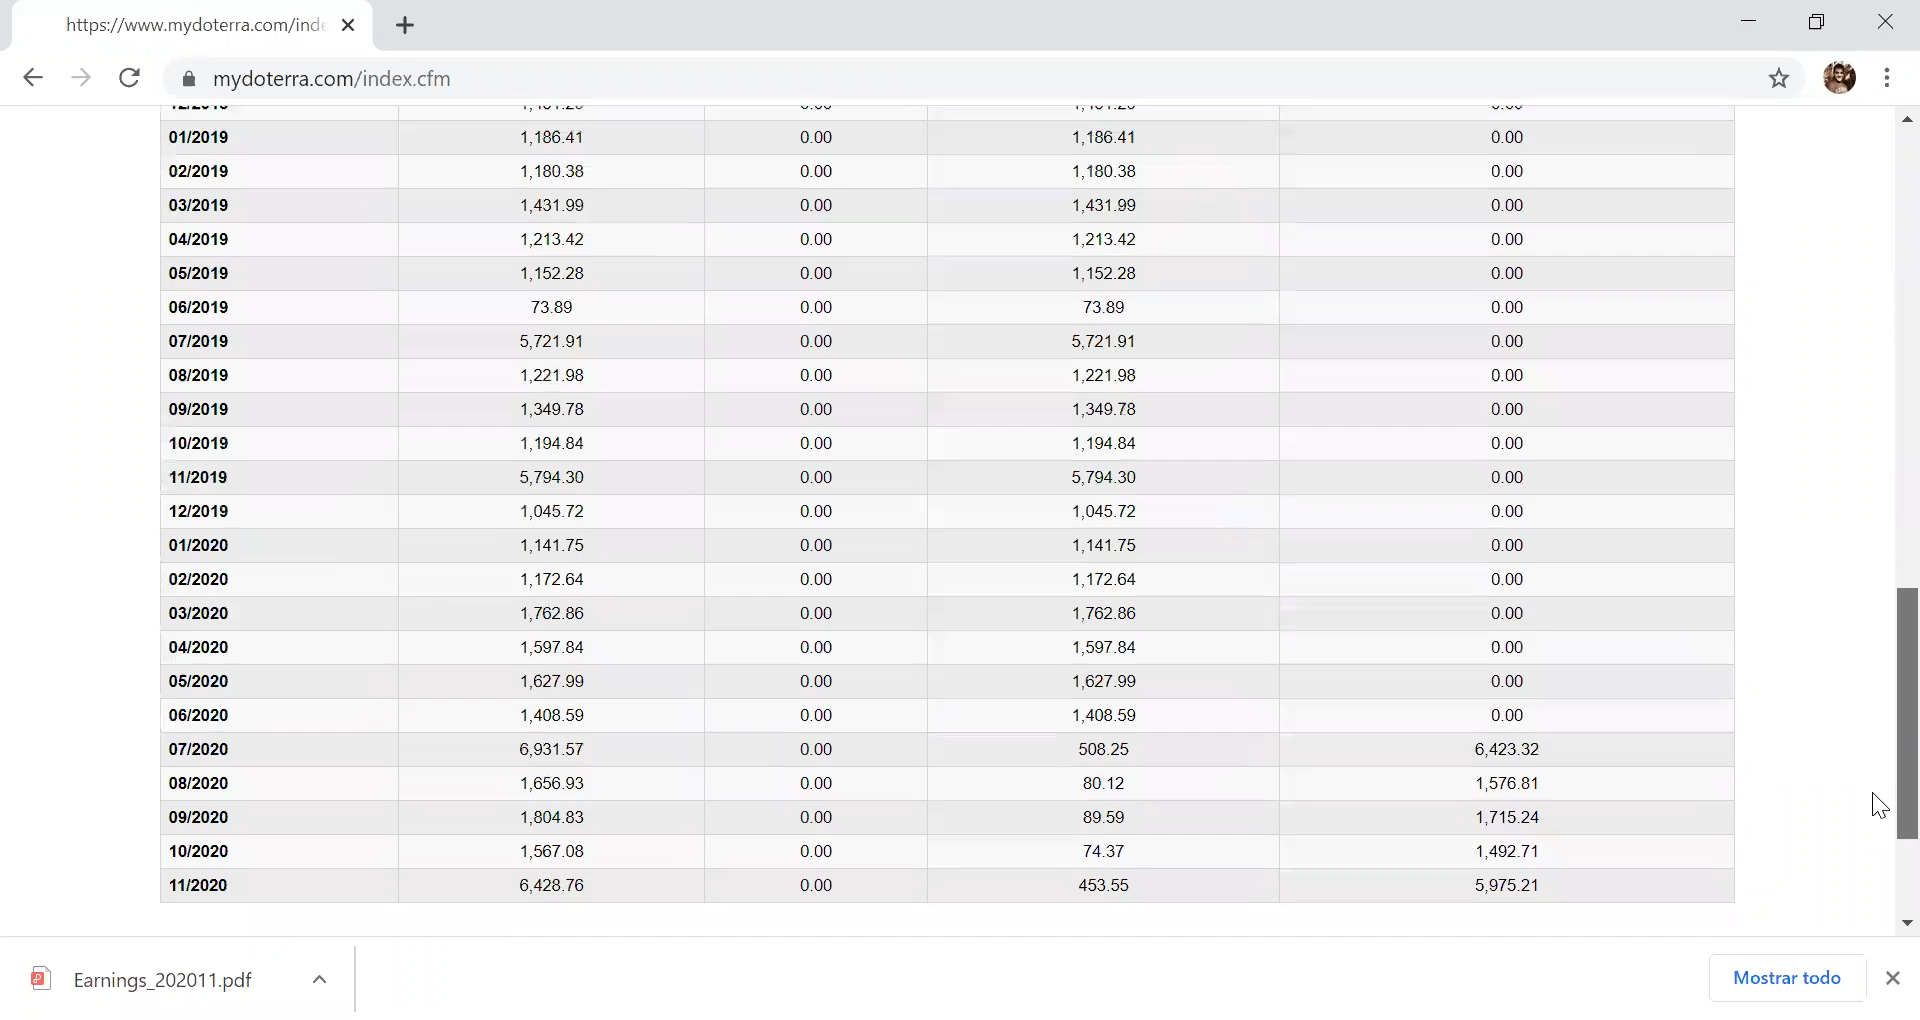 https://www.mydoterra.com/inde
mydoterra.com/index.cfm
01/2019 1,186.41 0.00 1,186.41 0.00
02/2019 1,180.38 0.00 1,180.38 0.00
03/2019 1,431.99 0.00 1,431.99 0.00
04/2019 1,213.42 0.00 1,213.42 0.00
05/2019 1,152.28 0.00 1,152.28 0.00
06/2019 73.89 0.00 73.89 0.00
07/2019 5,721.91 0.00 5,721.91 0.00
08/2019 1,221.98 0.00 1,221.98 0.00
09/2019 1,349.78 0.00 1,349.78 0.00
10/2019 1,194.84 0.00 1,194.84 0.00
11/2019 5,794.30 0.00 5,794.30 0.00
12/2019 1,045.72 0.00 1,045.72 0.00
01/2020 1,141.75 0.00 1,141.75 0.00
02/2020 1,172.64 0.00 1,172.64 0.00
03/2020 1,762.86 0.00 1,762.86 0.00
04/2020 1,597.84 0.00 1,597.84 0.00
05/2020 1,627.99 0.00 1,627.99 0.00
06/2020 1,408.59 0.00 1,408.59 0.00
07/2020 6,931.57 0.00 508.25 6,423.32
08/2020 1,656.93 0.00 80.12 1,576.81
09/2020 1,804.83 0.00 89.59 1,715.24
10/2020 1,567.08 0.00 74.37 1,492.71
11/2020 6,428.76 0.00 453.55 5,975.21
Earnings_202011.pdf
Mostrar todo